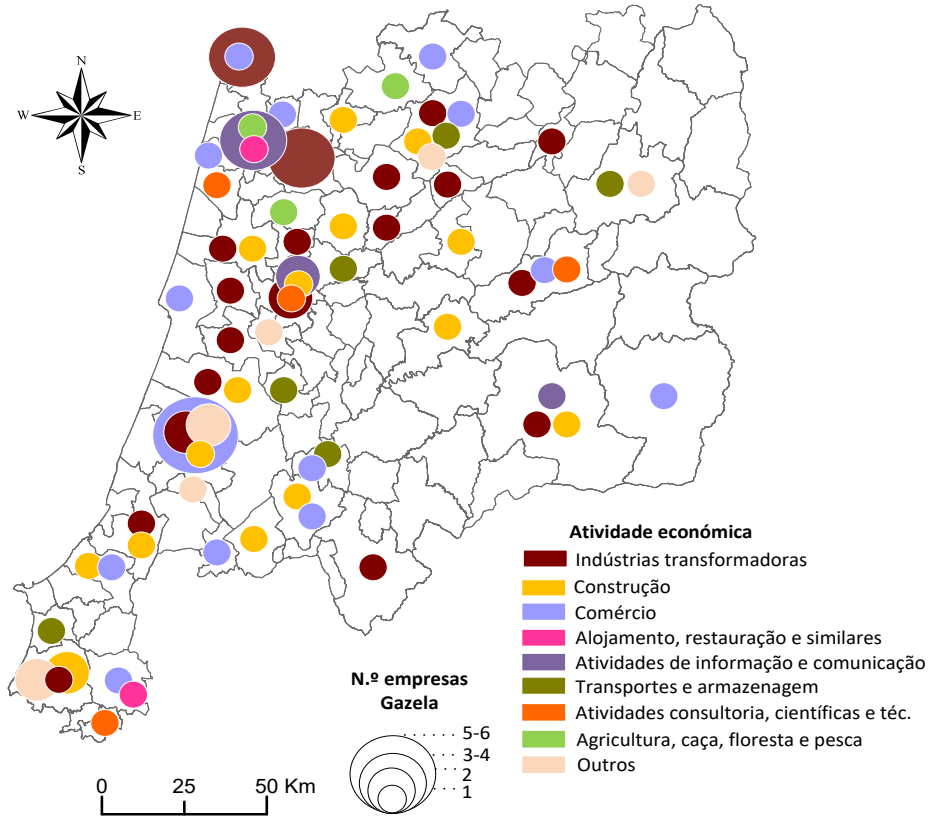 N
W
E
S
Atividade económica
Indústrias transformadoras
Construção
Comércio
Alojamento, restauração e similares
Atividades de informação e comunicação
Transportes e armazenagem
Atividades consultoria, científicas e téc.
Agricultura, caça, floresta e pesca
Outros
N.º empresas
Gazela
5-6
3-4
2
1
0 25 50 Km